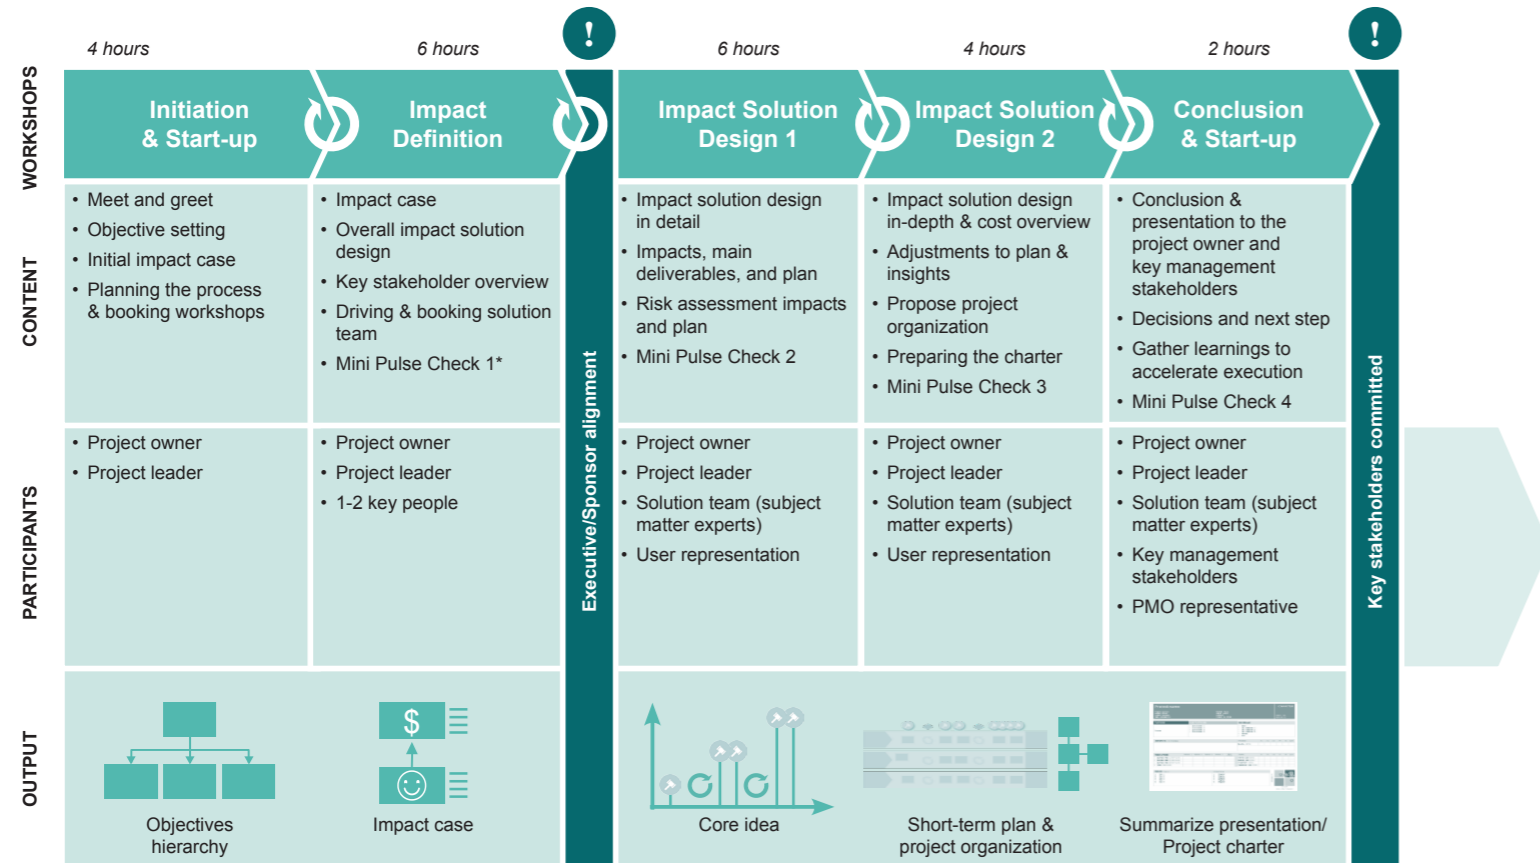 4 hours
6 hours
!
6 hours
4 hours
2 hours
!
WORKSHOPS
Initiation
& Start-up
Impact
Definition
Impact Solution
Design 1
Impact Solution
Design 2
Conclusion
& Start-up
CONTENT
• Meet and greet
• Objective setting
• Initial impact case
• Planning the process
& booking workshops
• Impact case
• Overall impact solution
design
• Key stakeholder overview
• Driving & booking solution
team
• Mini Pulse Check 1*
Executive/Sponsor alignment
• Impact solution design
in detail
• Impacts, main
deliverables, and plan
• Risk assessment impacts
and plan
• Mini Pulse Check 2
• Impact solution design
in-depth & cost overview
• Adjustments to plan &
insights
• Propose project
organization
• Preparing the charter
• Mini Pulse Check 3
• Conclusion &
presentation to the
project owner and
key management
stakeholders
• Decisions and next step
• Gather learnings to
accelerate execution
• Mini Pulse Check 4
Key stakeholders committed
PARTICIPANTS
• Project owner
• Project leader
• Project owner
• Project leader
• 1-2 key people
• Project owner
• Project leader
• Solution team (subject
matter experts)
• User representation
• Project owner
• Project leader
• Solution team (subject
matter experts)
• User representation
• Project owner
• Project leader
• Solution team (subject
matter experts)
• Key management
stakeholders
• PMO representative
OUTPUT
Objectives
hierarchy
$
Impact case
Core idea
Short-term plan &
project organization
Summarize presentation/
Project charter